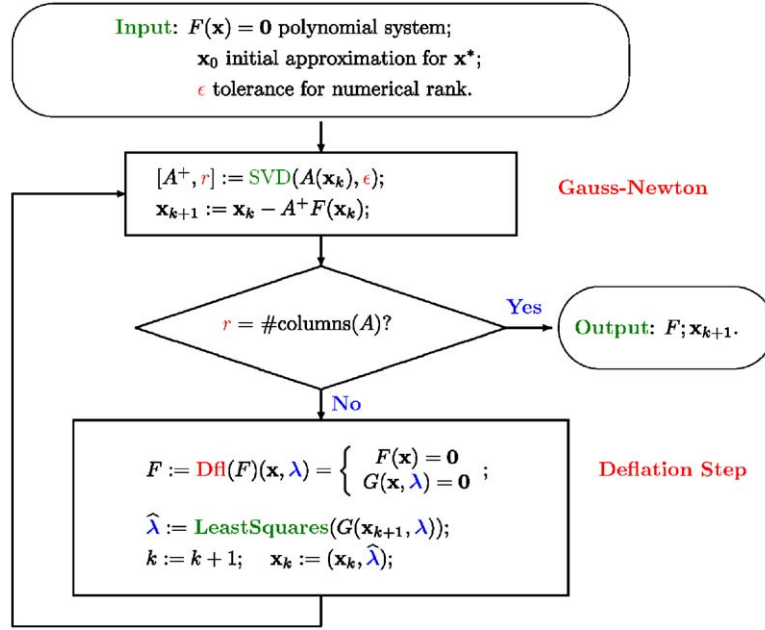 Input: F(x) = 0 polynomial system;
x₀ initial approximation for x*;
ϵ tolerance for numerical rank.
[A⁺, r] := SVD(A(xₖ), ϵ);
xₖ₊₁ := xₖ − A⁺F(xₖ);
Gauss-Newton
r = #columns(A)?
Yes
Output: F; xₖ₊₁.
No
F := Dfl(F)(x, λ) = { F(x) = 0
G(x, λ) = 0 ;
Deflation Step
λ̂ := LeastSquares(G(xₖ₊₁, λ));
k := k + 1; xₖ := (xₖ, λ̂);